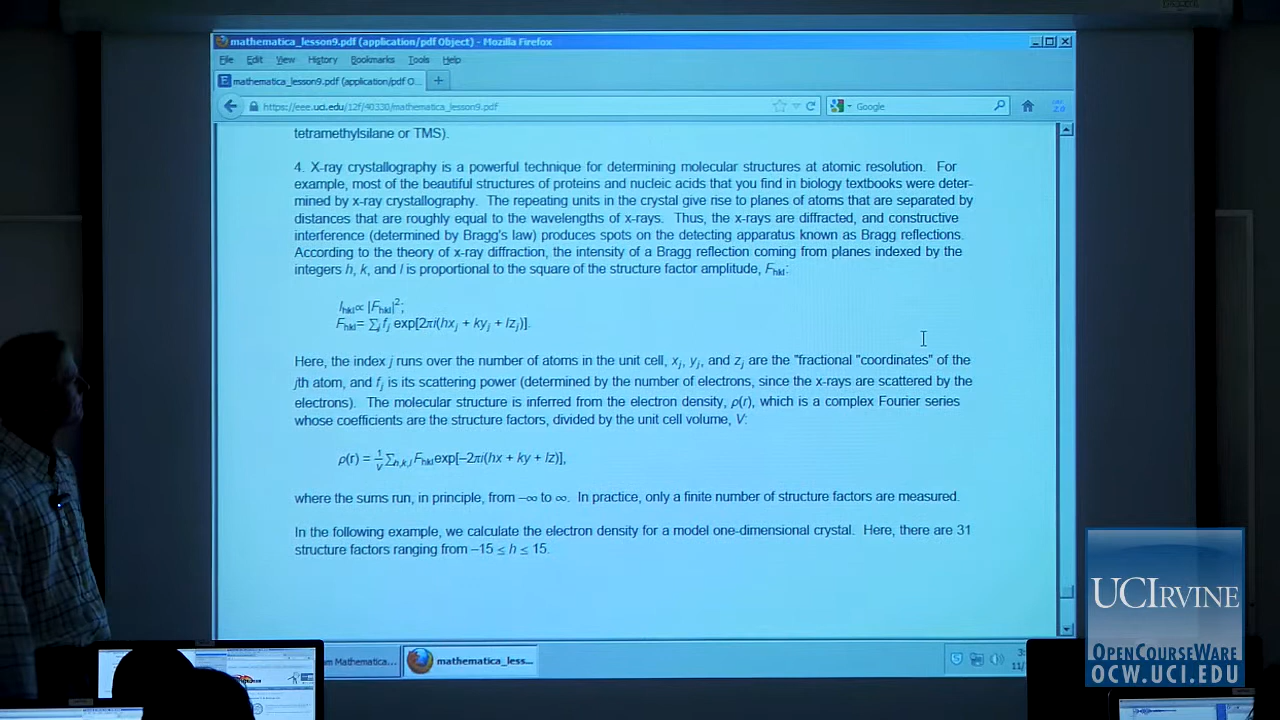 mathematica_lesson9.pdf (application/pdf Object) - Mozilla Firefox
File Edit View History Bookmarks Tools Help
mathematica_lesson9.pdf (application/pdf O...
https://eee.uci.edu/12f/40330/mathematica_lesson9.pdf
Google
tetramethylsilane or TMS).
4. X-ray crystallography is a powerful technique for determining molecular structures at atomic resolution. For
example, most of the beautiful structures of proteins and nucleic acids that you find in biology textbooks were deter-
mined by x-ray crystallography. The repeating units in the crystal give rise to planes of atoms that are separated by
distances that are roughly equal to the wavelengths of x-rays. Thus, the x-rays are diffracted, and constructive
interference (determined by Bragg's law) produces spots on the detecting apparatus known as Bragg reflections.
According to the theory of x-ray diffraction, the intensity of a Bragg reflection coming from planes indexed by the
integers h, k, and l is proportional to the square of the structure factor amplitude, Fhkl:
Ihkl∝ |Fhkl|²;
Fhkl= ∑j fj exp[2πi(hxj + kyj + lzj)].
Here, the index j runs over the number of atoms in the unit cell, xj, yj, and zj are the "fractional "coordinates" of the
jth atom, and fj is its scattering power (determined by the number of electrons, since the x-rays are scattered by the
electrons). The molecular structure is inferred from the electron density, ρ(r), which is a complex Fourier series
whose coefficients are the structure factors, divided by the unit cell volume, V:
ρ(r) = 1/V ∑h,k,l Fhkl exp[−2πi(hx + ky + lz)],
where the sums run, in principle, from −∞ to ∞. In practice, only a finite number of structure factors are measured.
In the following example, we calculate the electron density for a model one-dimensional crystal. Here, there are 31
structure factors ranging from −15 ≤ h ≤ 15.
Mathematica...
mathematica_less...
UCIRVINE
OPENCOURSEWARE
OCW.UCI.EDU